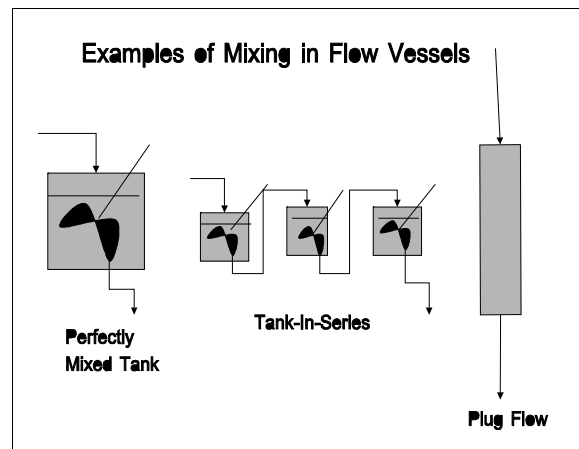 Examples of Mixing in Flow Vessels
Perfectly
Mixed Tank
Tank-In-Series
Plug Flow